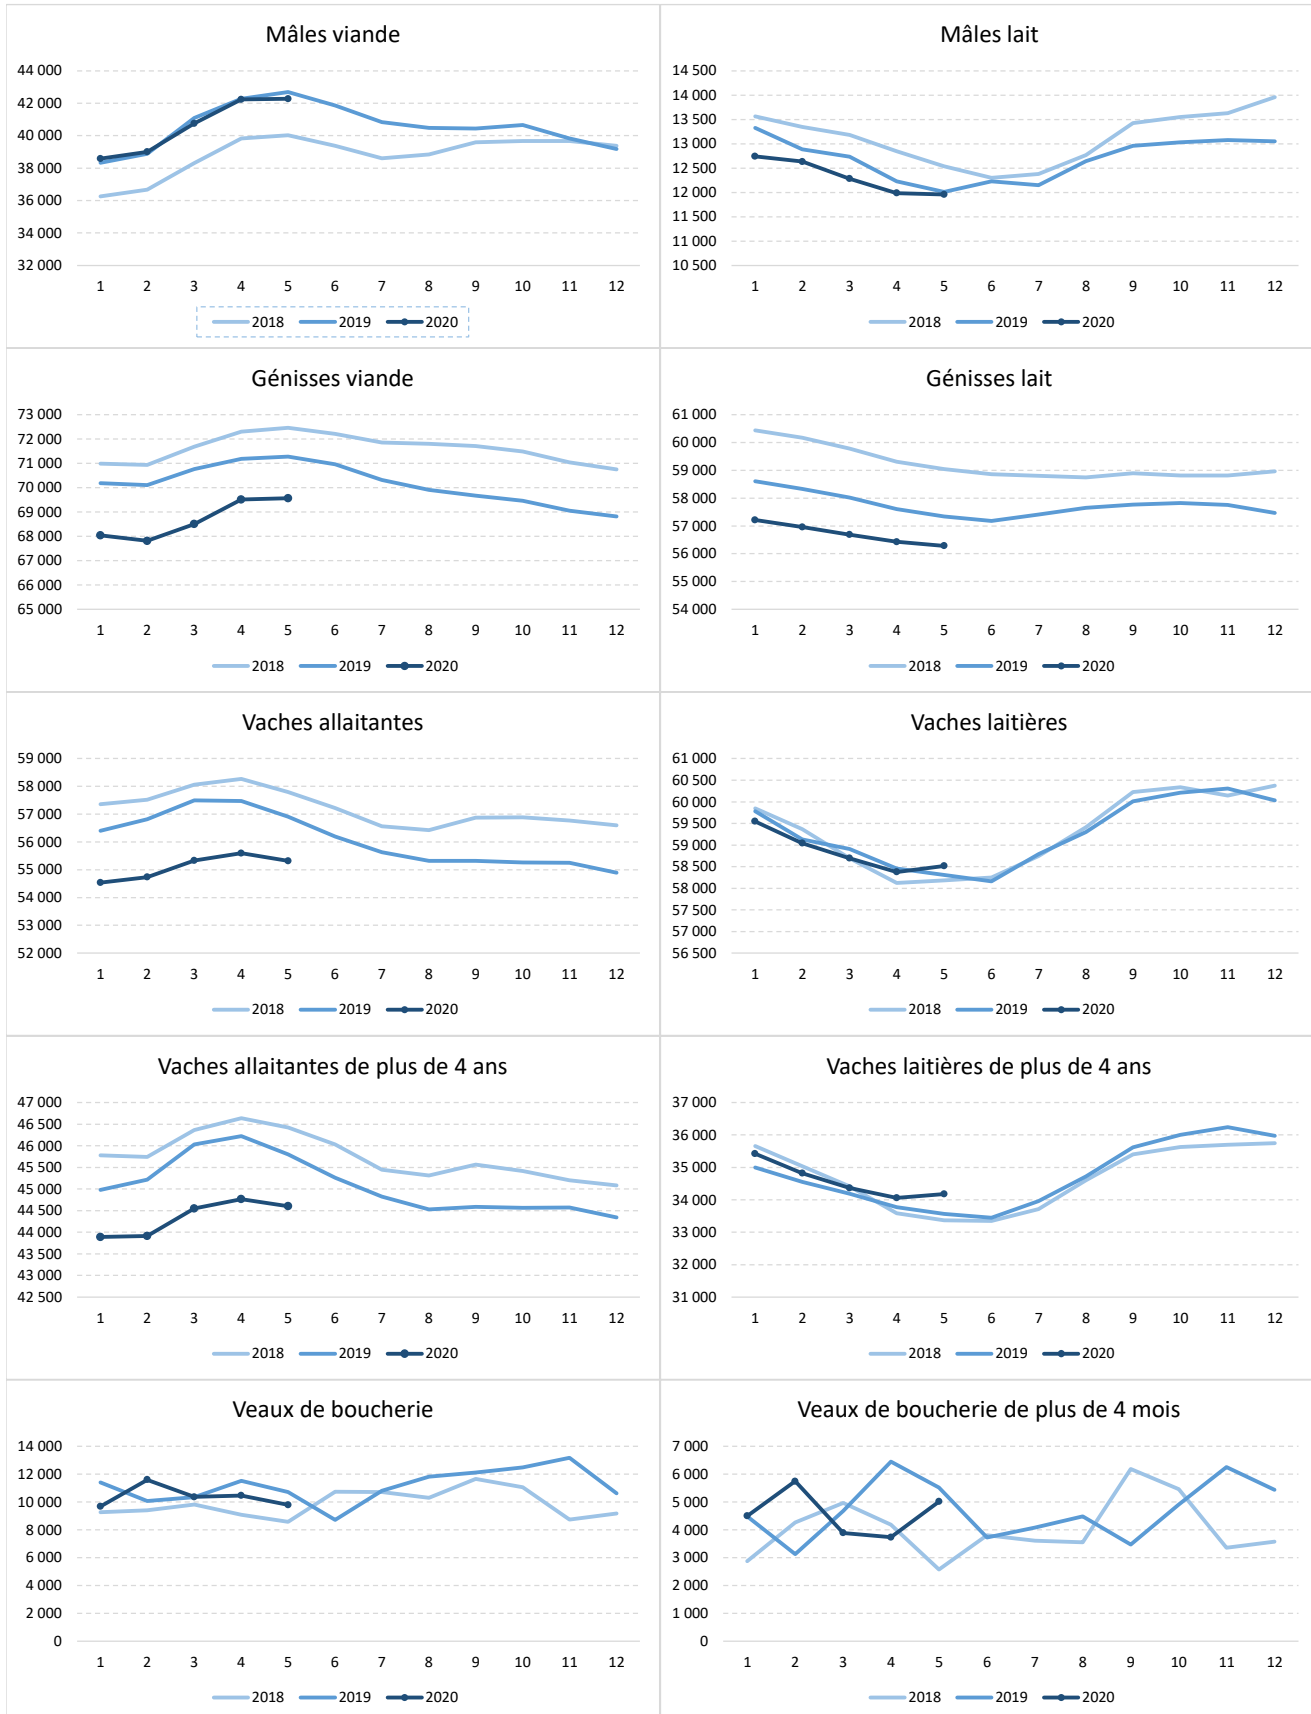 Mâles viande
44 000
42 000
40 000
38 000
36 000
34 000
32 000
1 2 3 4 5 6 7 8 9 10 11 12
2018 2019 2020
Mâles lait
14 500
14 000
13 500
13 000
12 500
12 000
11 500
11 000
10 500
1 2 3 4 5 6 7 8 9 10 11 12
2018 2019 2020
Génisses viande
73 000
72 000
71 000
70 000
69 000
68 000
67 000
66 000
65 000
1 2 3 4 5 6 7 8 9 10 11 12
2018 2019 2020
Génisses lait
61 000
60 000
59 000
58 000
57 000
56 000
55 000
54 000
1 2 3 4 5 6 7 8 9 10 11 12
2018 2019 2020
Vaches allaitantes
59 000
58 000
57 000
56 000
55 000
54 000
53 000
52 000
1 2 3 4 5 6 7 8 9 10 11 12
2018 2019 2020
Vaches laitières
61 000
60 500
60 000
59 500
59 000
58 500
58 000
57 500
57 000
56 500
1 2 3 4 5 6 7 8 9 10 11 12
2018 2019 2020
Vaches allaitantes de plus de 4 ans
47 000
46 500
46 000
45 500
45 000
44 500
44 000
43 500
43 000
42 500
1 2 3 4 5 6 7 8 9 10 11 12
2018 2019 2020
Vaches laitières de plus de 4 ans
37 000
36 000
35 000
34 000
33 000
32 000
31 000
1 2 3 4 5 6 7 8 9 10 11 12
2018 2019 2020
Veaux de boucherie
14 000
12 000
10 000
8 000
6 000
4 000
2 000
0
1 2 3 4 5 6 7 8 9 10 11 12
2018 2019 2020
Veaux de boucherie de plus de 4 mois
7 000
6 000
5 000
4 000
3 000
2 000
1 000
0
1 2 3 4 5 6 7 8 9 10 11 12
2018 2019 2020